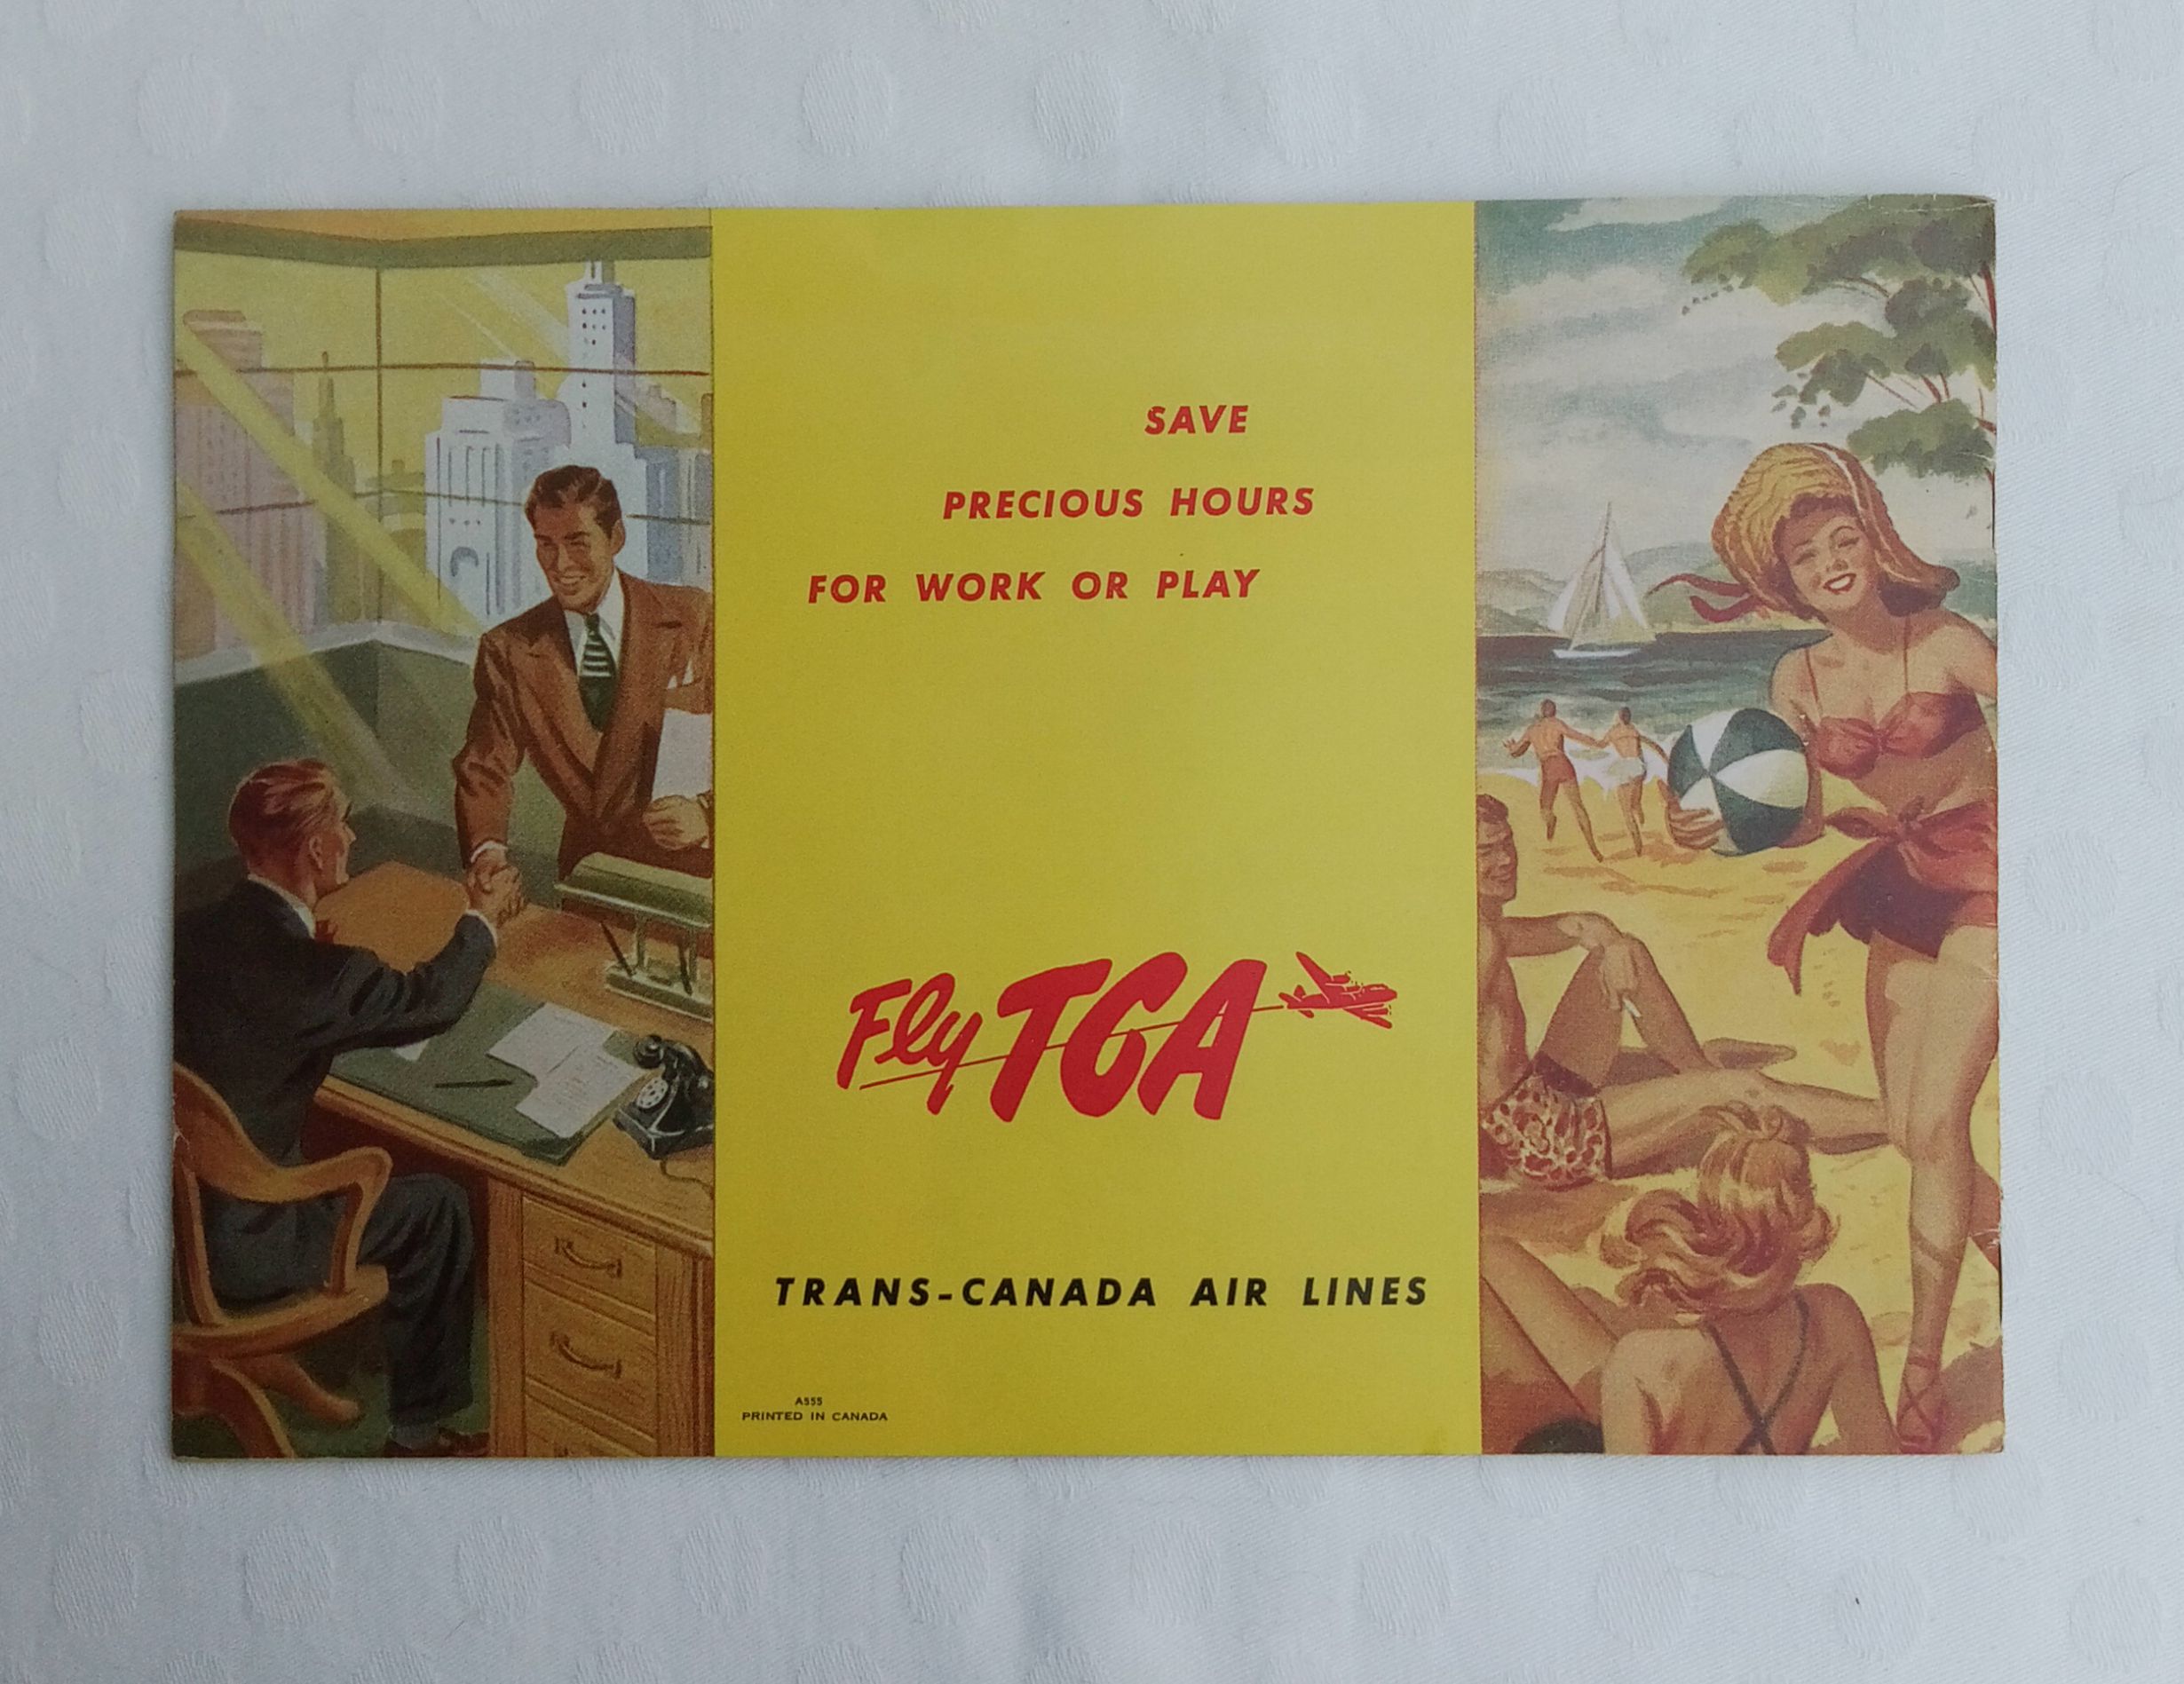 SAVE
PRECIOUS HOURS
FOR WORK OR PLAY
Fly TCA
TRANS-CANADA AIR LINES
A555
PRINTED IN CANADA